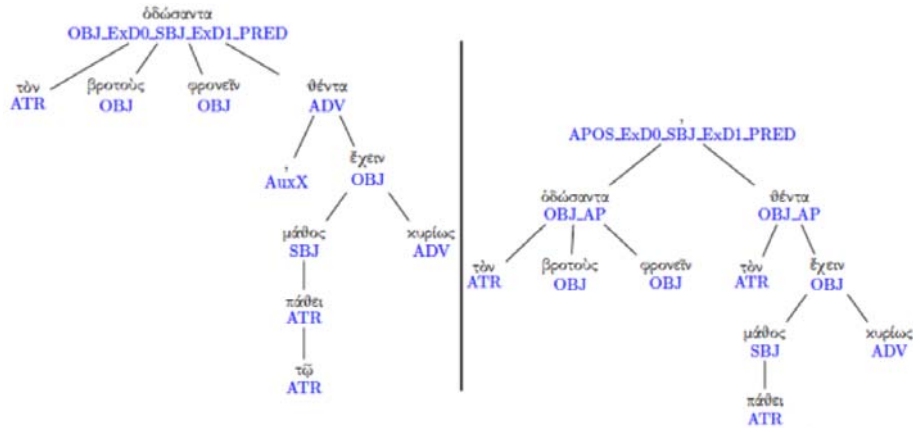 ὁδώσαντα
OBJ_ExD0_SBJ_ExD1_PRED
τὸν βροτοὺς φρονεῖν θέντα
ATR OBJ OBJ ADV
, ἔχειν
AuxX OBJ
μάθος κυρίως
SBJ ADV
πάθει
ATR
τῷ
ATR
,
APOS_ExD0_SBJ_ExD1_PRED
ὁδώσαντα θέντα
OBJ_AP OBJ_AP
τὸν βροτοὺς φρονεῖν τὸν ἔχειν
ATR OBJ OBJ ATR OBJ
μάθος κυρίως
SBJ ADV
πάθει
ATR